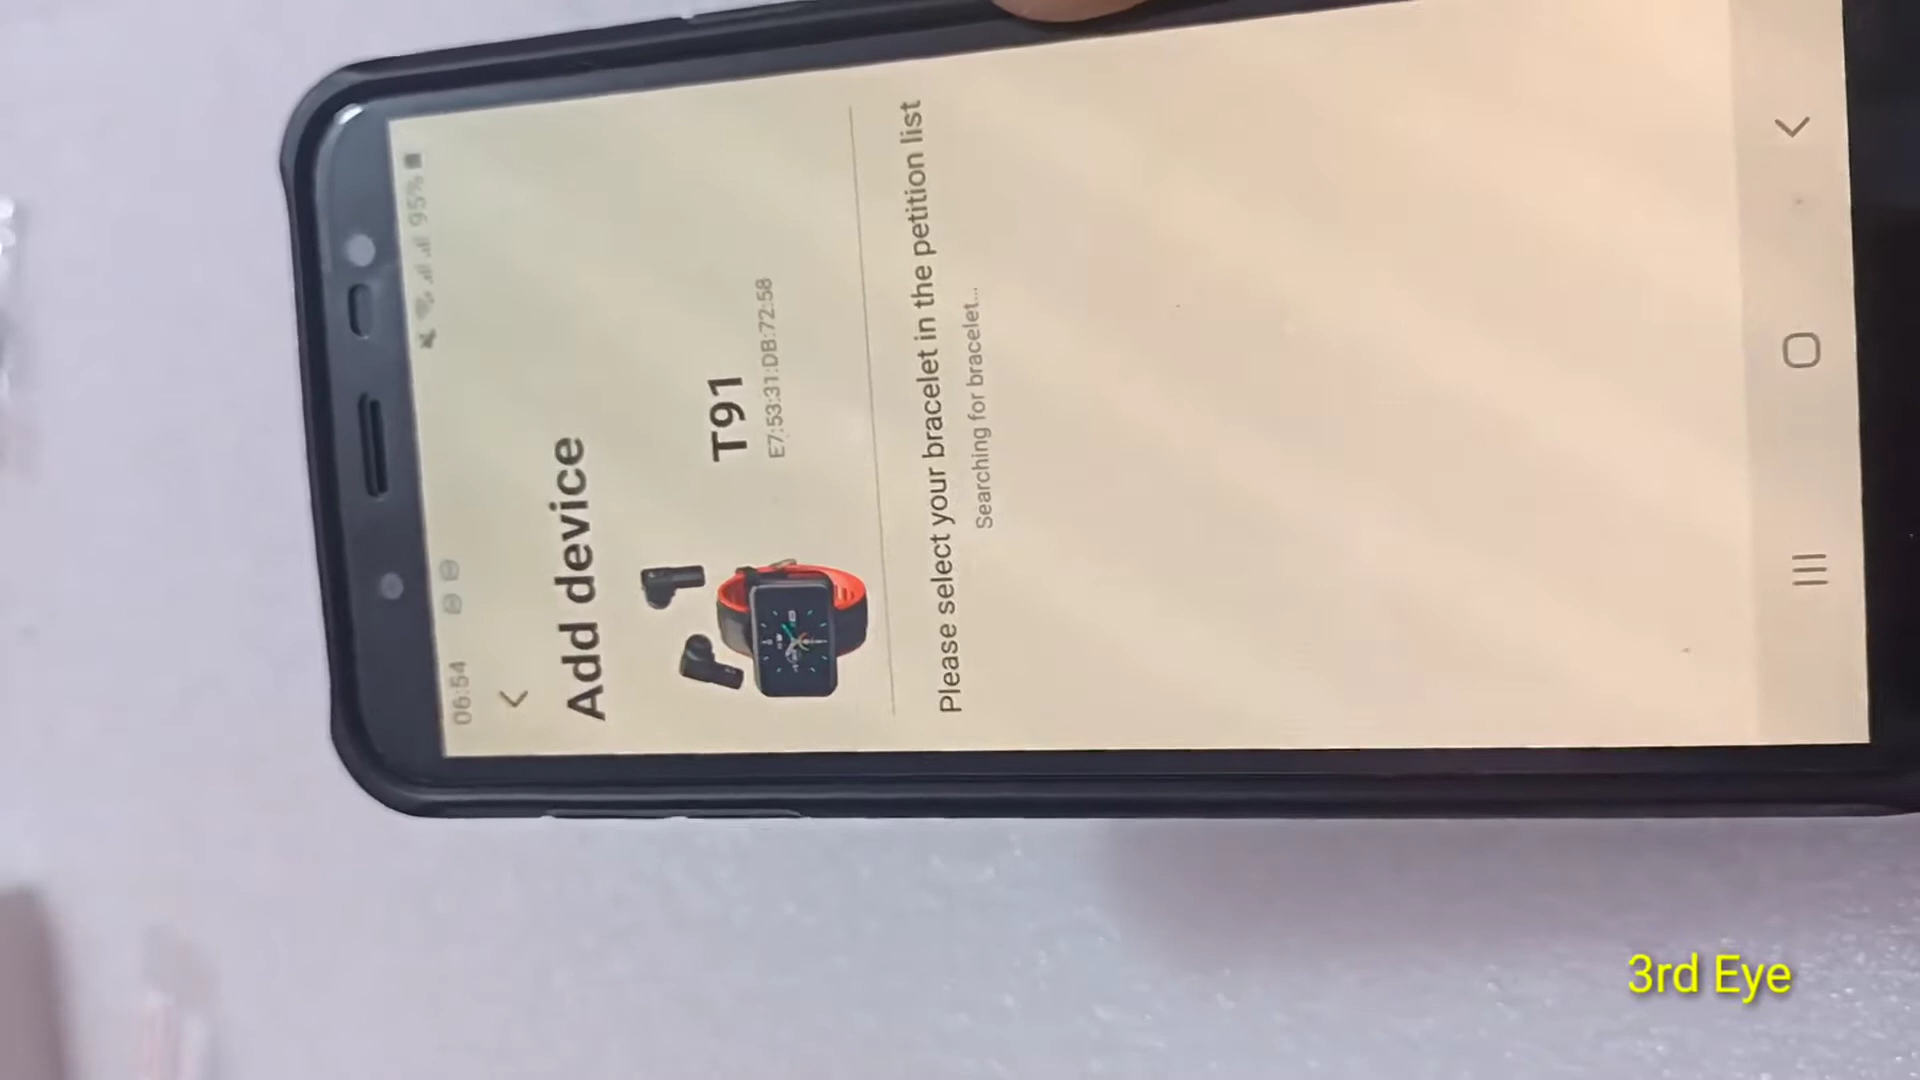 06:54
95%
Add device
T91
E7:53:31:DB:72:58
Please select your bracelet in the petition list
Searching for bracelet...
3rd Eye